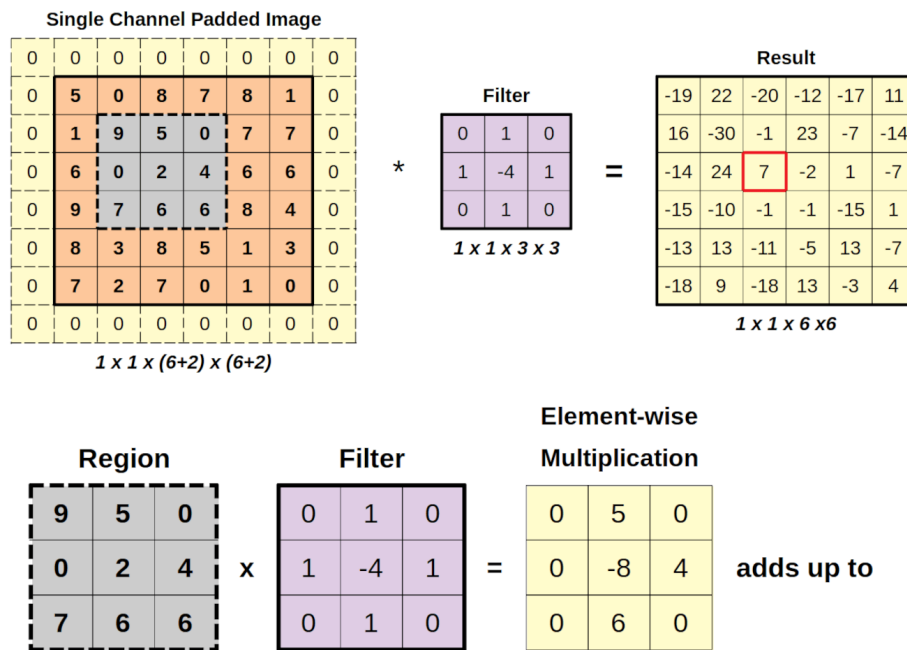 Single Channel Padded Image
0 0 0 0 0 0 0 0
0 5 0 8 7 8 1 0
0 1 9 5 0 7 7 0
0 6 0 2 4 6 6 0
0 9 7 6 6 8 4 0
0 8 3 8 5 1 3 0
0 7 2 7 0 1 0 0
0 0 0 0 0 0 0 0
1 x 1 x (6+2) x (6+2)
*
Filter
0 1 0
1 -4 1
0 1 0
1 x 1 x 3 x 3
=
Result
-19 22 -20 -12 -17 11
16 -30 -1 23 -7 -14
-14 24 7 -2 1 -7
-15 -10 -1 -1 -15 1
-13 13 -11 -5 13 -7
-18 9 -18 13 -3 4
1 x 1 x 6 x6
Region
9 5 0
0 2 4
7 6 6
x
Filter
0 1 0
1 -4 1
0 1 0
=
Element-wise
Multiplication
0 5 0
0 -8 4
0 6 0
adds up to